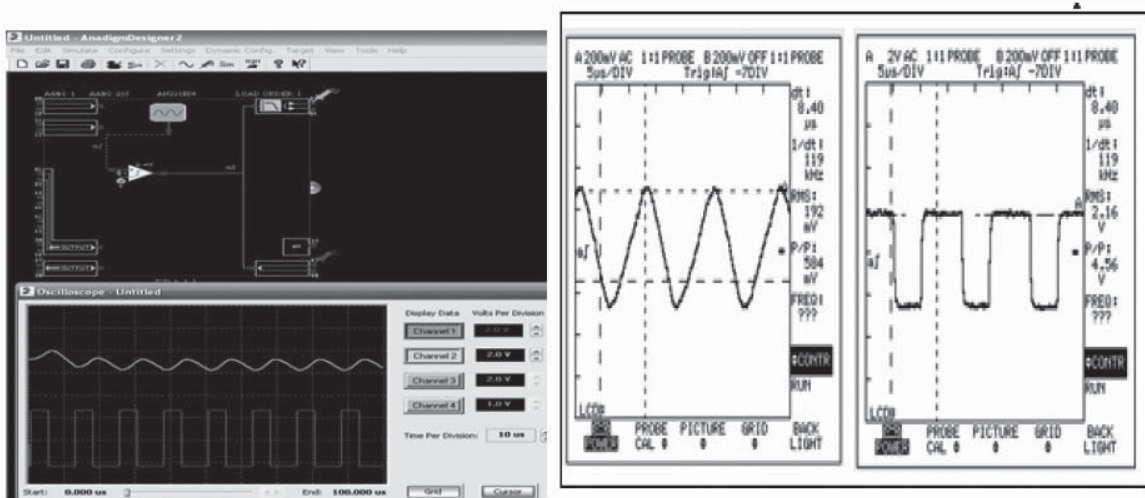 Untitled - AnadigmDesigner2
File Edit Simulate Configure Settings Dynamic Config. Target View Tools Help
Oscilloscope - Untitled
Display Data Volts Per Division
Channel 1
Channel 2 2.0 V
Channel 3 2.0 V
Channel 4 1.0 V
Time Per Division: 10 us
Start: 0.000 us End: 100.000 us Grid Cursor
A 200mV AC 1:1 PROBE B 200mV OFF 1:1 PROBE
5µs/DIV Trig:A∫ -7DIV
dt:
8.40
µs
1/dt:
119
kHz
RMS:
192
mV
P/P:
584
mV
FREQ:
???
CONTR
RUN
LCD
POWER
PROBE CAL
PICTURE
GRID
BACK LIGHT
A 2V AC 1:1 PROBE B 200mV OFF 1:1 PROBE
5µs/DIV Trig:A∫ -7DIV
dt:
8.40
µs
1/dt:
119
kHz
RMS:
2.16
V
P/P:
4.56
V
FREQ:
???
CONTR
RUN
LCD
POWER
PROBE CAL
PICTURE
GRID
BACK LIGHT